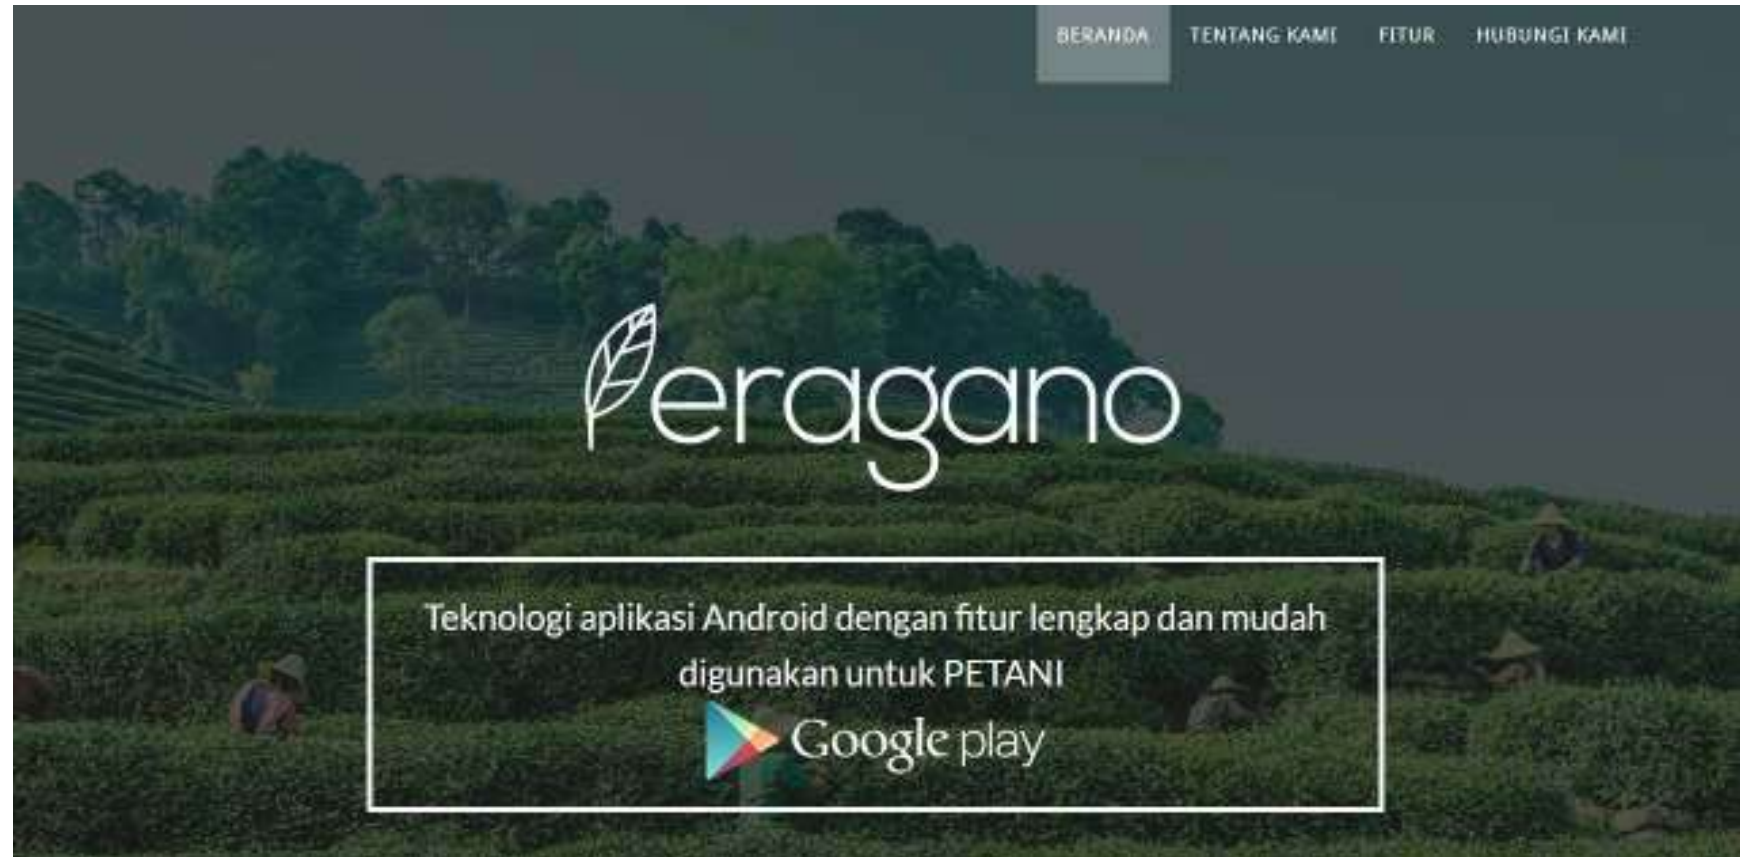 BERANDA TENTANG KAMI FITUR HUBUNGI KAMI
Peragano
Teknologi aplikasi Android dengan fitur lengkap dan mudah
digunakan untuk PETANI
Google play